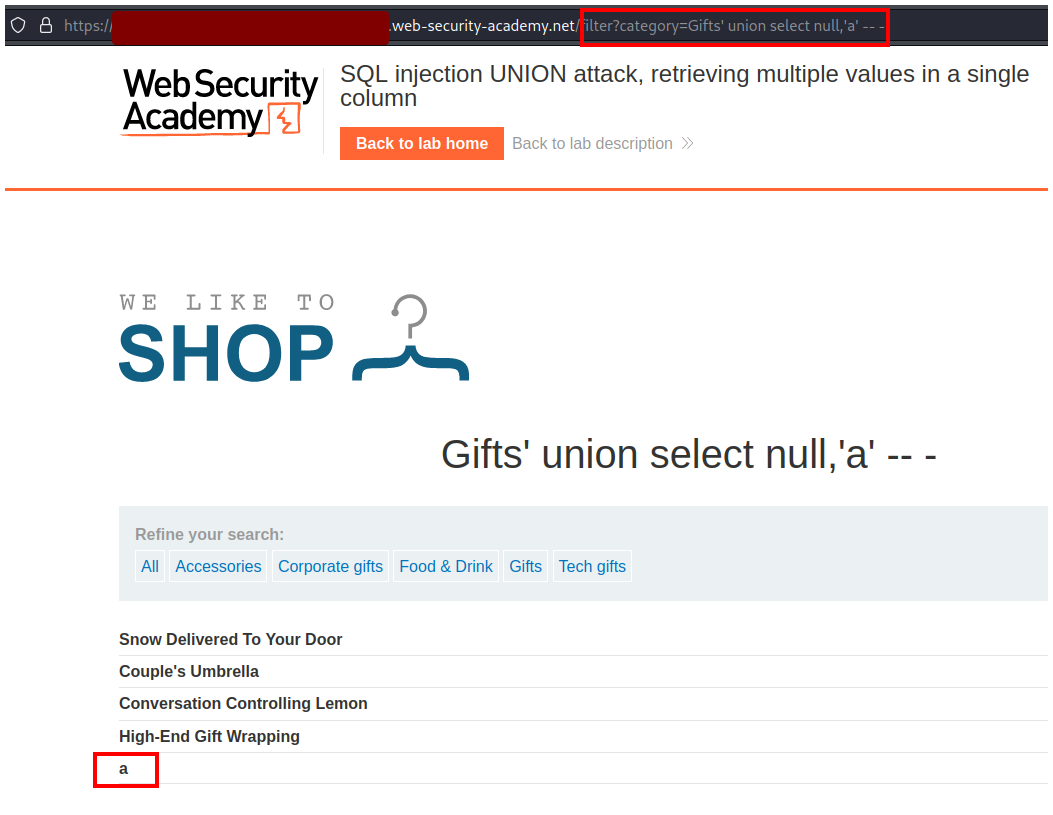 https:// .web-security-academy.net/filter?category=Gifts' union select null,'a' -- -
Web Security
Academy
SQL injection UNION attack, retrieving multiple values in a single
column
Back to lab home
Back to lab description
WE LIKE TO
SHOP
Gifts' union select null,'a' -- -
Refine your search:
All Accessories Corporate gifts Food & Drink Gifts Tech gifts
Snow Delivered To Your Door
Couple's Umbrella
Conversation Controlling Lemon
High-End Gift Wrapping
a